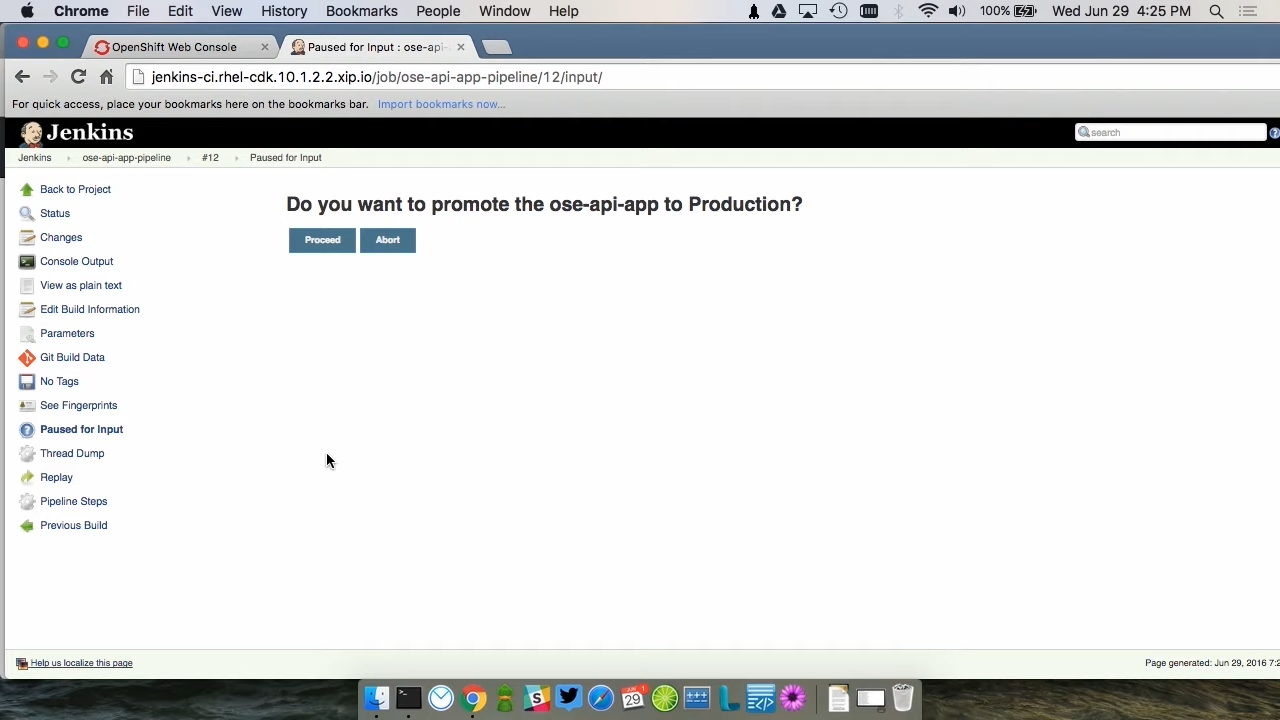 Chrome File Edit View History Bookmarks People Window Help 100% Wed Jun 29 4:25 PM
OpenShift Web Console Paused for Input : ose-api-
jenkins-ci.rhel-cdk.10.1.2.2.xip.io/job/ose-api-app-pipeline/12/input/
For quick access, place your bookmarks here on the bookmarks bar. Import bookmarks now...
Jenkins search
Jenkins ose-api-app-pipeline #12 Paused for Input
Back to Project
Status
Changes
Console Output
View as plain text
Edit Build Information
Parameters
Git Build Data
No Tags
See Fingerprints
Paused for Input
Thread Dump
Replay
Pipeline Steps
Previous Build
Do you want to promote the ose-api-app to Production?
Proceed Abort
Help us localize this page
Page generated: Jun 29, 2016 7:2
29